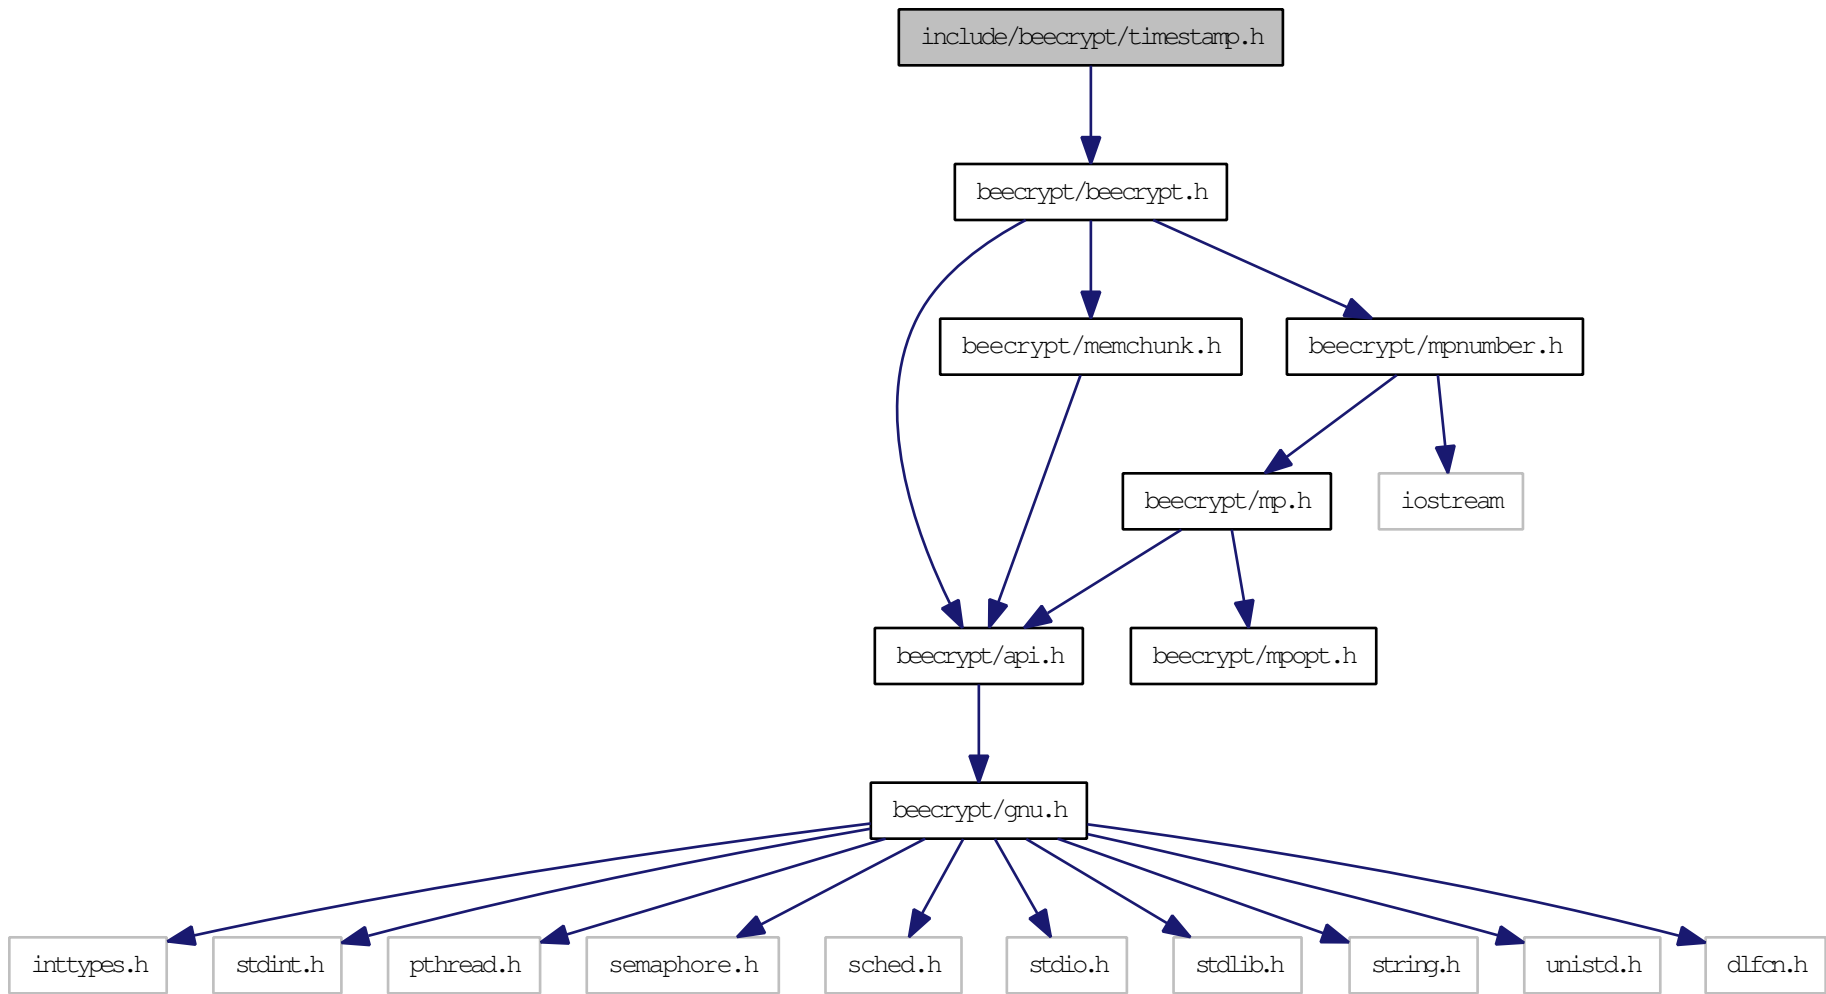 include/beecrypt/timestamp.h
beecrypt/beecrypt.h
beecrypt/memchunk.h
beecrypt/mpnumber.h
beecrypt/mp.h
iostream
beecrypt/api.h
beecrypt/mpopt.h
beecrypt/gnu.h
inttypes.h
stdint.h
pthread.h
semaphore.h
sched.h
stdio.h
stdlib.h
string.h
unistd.h
dlfcn.h